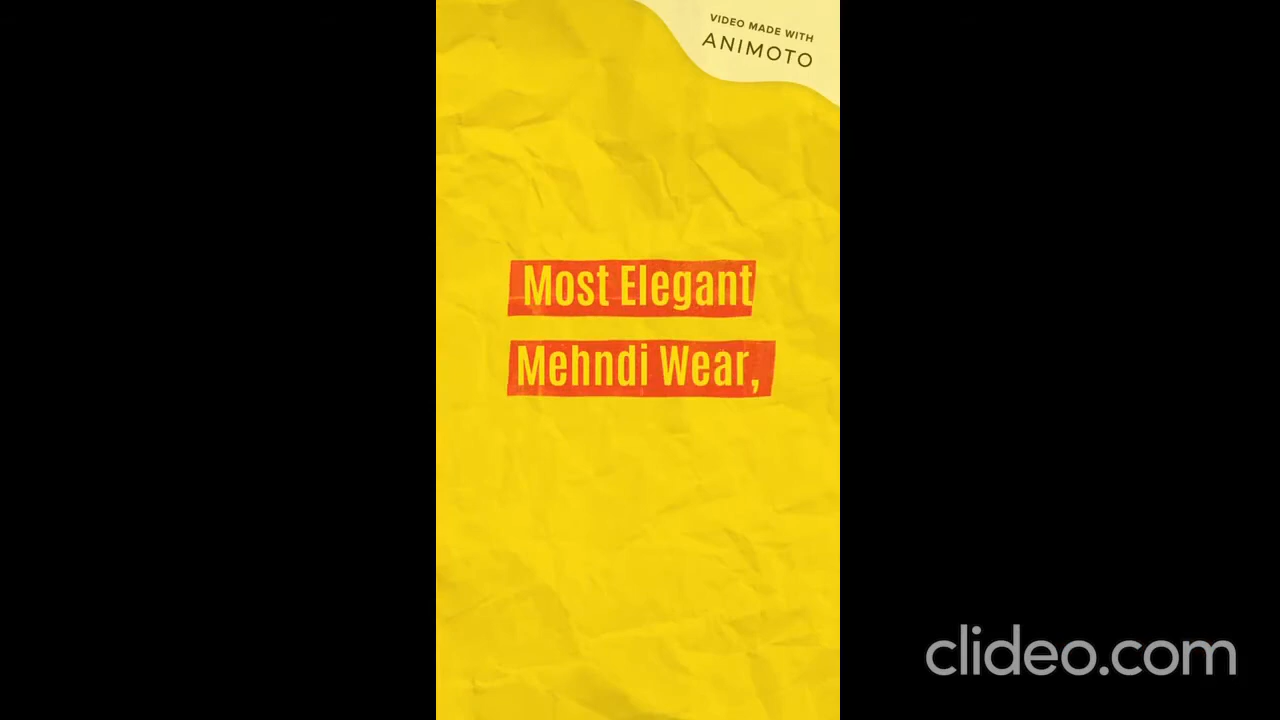 VIDEO MADE WITH
ANIMOTO
Most Elegant
Mehndi Wear,
clideo.com